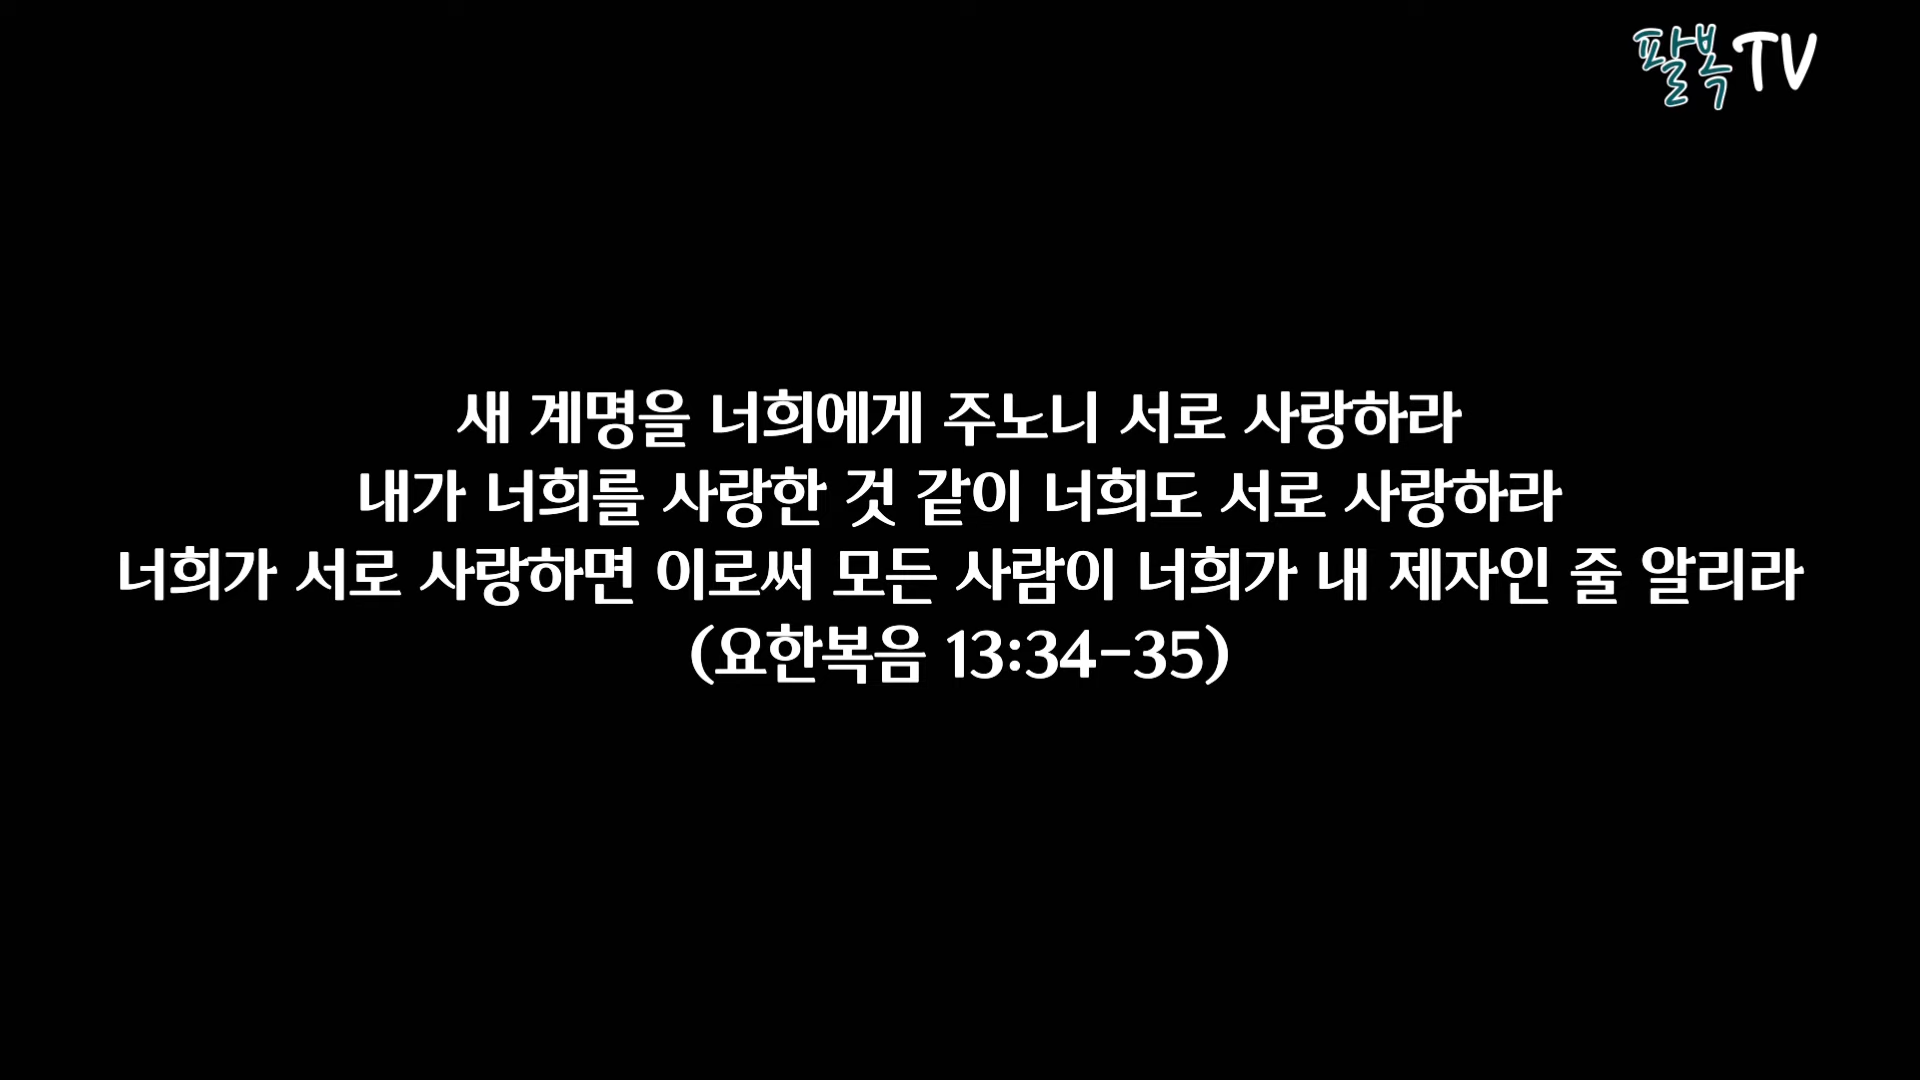 팔복TV
새 계명을 너희에게 주노니 서로 사랑하라
내가 너희를 사랑한 것 같이 너희도 서로 사랑하라
너희가 서로 사랑하면 이로써 모든 사람이 너희가 내 제자인 줄 알리라
(요한복음 13:34-35)